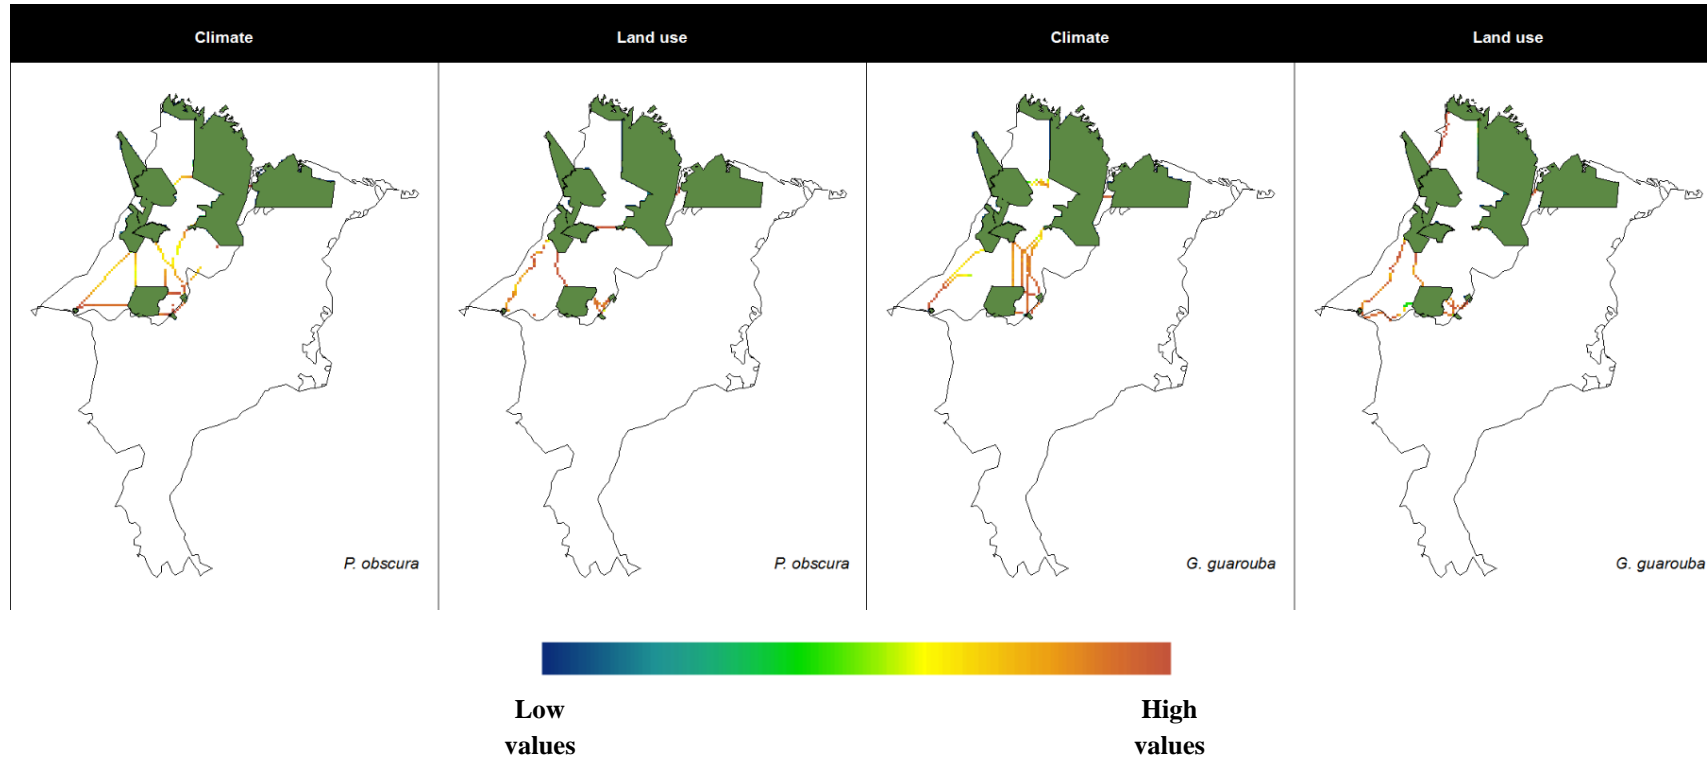 Climate
Land use
Climate
Land use
P. obscura
P. obscura
G. guarouba
G. guarouba
Low
values
High
values